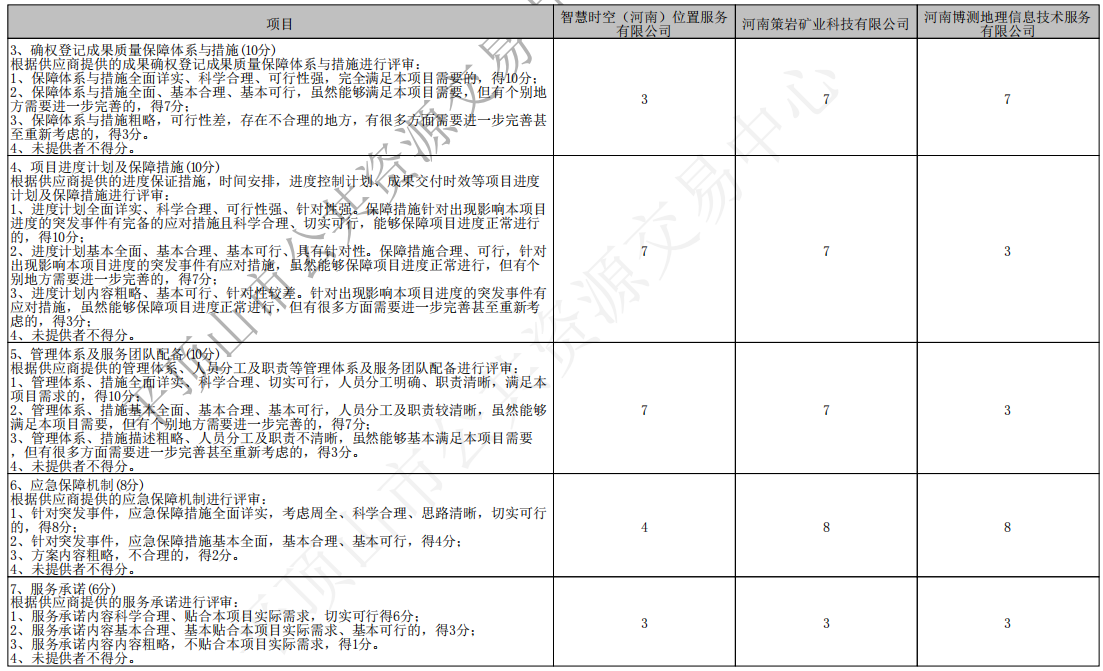 项目
智慧时空（河南）位置服务
有限公司
河南策岩矿业科技有限公司
河南博测地理信息技术服务
有限公司
3、确权登记成果质量保障体系与措施(10分)
根据供应商提供的成果确权登记成果质量保障体系与措施进行评审:
1、保障体系与措施全面详实、科学合理、可行性强，完全满足本项目需要的，得10分;
2、保障体系与措施全面、基本合理、基本可行，虽然能够满足本项目需要，但有个别地
方需要进一步完善的，得7分;
3、保障体系与措施粗略，可行性差，存在不合理的地方，有很多方面需要进一步完善甚
至重新考虑的，得3分。
4、未提供者不得分。
3
7
7
4、项目进度计划及保障措施(10分)
根据供应商提供的进度保证措施，时间安排，进度控制计划、成果交付时效等项目进度
计划及保障措施进行评审:
1、进度计划全面详实、科学合理、可行性强、针对性强。保障措施针对出现影响本项目
进度的突发事件有完备的应对措施且科学合理、切实可行，能够保障项目进度正常进行
的，得10分;
2、进度计划基本全面、基本合理、基本可行、具有针对性。保障措施合理、可行，针对
出现影响本项目进度的突发事件有应对措施，虽然能够保障项目进度正常进行，但有个
别地方需要进一步完善的，得7分;
3、进度计划内容粗略、基本可行、针对性较差。针对出现影响本项目进度的突发事件有
应对措施，虽然能够保障项目进度正常进行，但有很多方面需要进一步完善甚至重新考
虑的，得3分;
4、未提供者不得分。
7
7
3
5、管理体系及服务团队配备(10分)
根据供应商提供的管理体系、人员分工及职责等管理体系及服务团队配备进行评审:
1、管理体系、措施全面详实、科学合理、切实可行，人员分工明确、职责清晰，满足本
项目需求的，得10分;
2、管理体系、措施基本全面、基本合理、基本可行，人员分工及职责较清晰，虽然能够
满足本项目需要，但有个别地方需要进一步完善的，得7分;
3、管理体系、措施描述粗略、人员分工及职责不清晰，虽然能够基本满足本项目需要
，但有很多方面需要进一步完善甚至重新考虑的，得3分。
4、未提供者不得分。
7
7
3
6、应急保障机制(8分)
根据供应商提供的应急保障机制进行评审:
1、针对突发事件，应急保障措施全面详实，考虑周全、科学合理、思路清晰，切实可行
的，得8分;
2、针对突发事件，应急保障措施基本全面，基本合理、基本可行，得4分;
3、方案内容粗略，不合理的，得2分。
4、未提供者不得分。
4
8
8
7、服务承诺(6分)
根据供应商提供的服务承诺进行评审:
1、服务承诺内容科学合理、贴合本项目实际需求，切实可行得6分;
2、服务承诺内容基本合理、基本贴合本项目实际需求、基本可行的，得3分;
3、服务承诺内容内容粗略，不贴合本项目实际需求，得1分。
4、未提供者不得分。
3
3
3
平顶山市公共资源交易
平顶山市公共资源交易中心